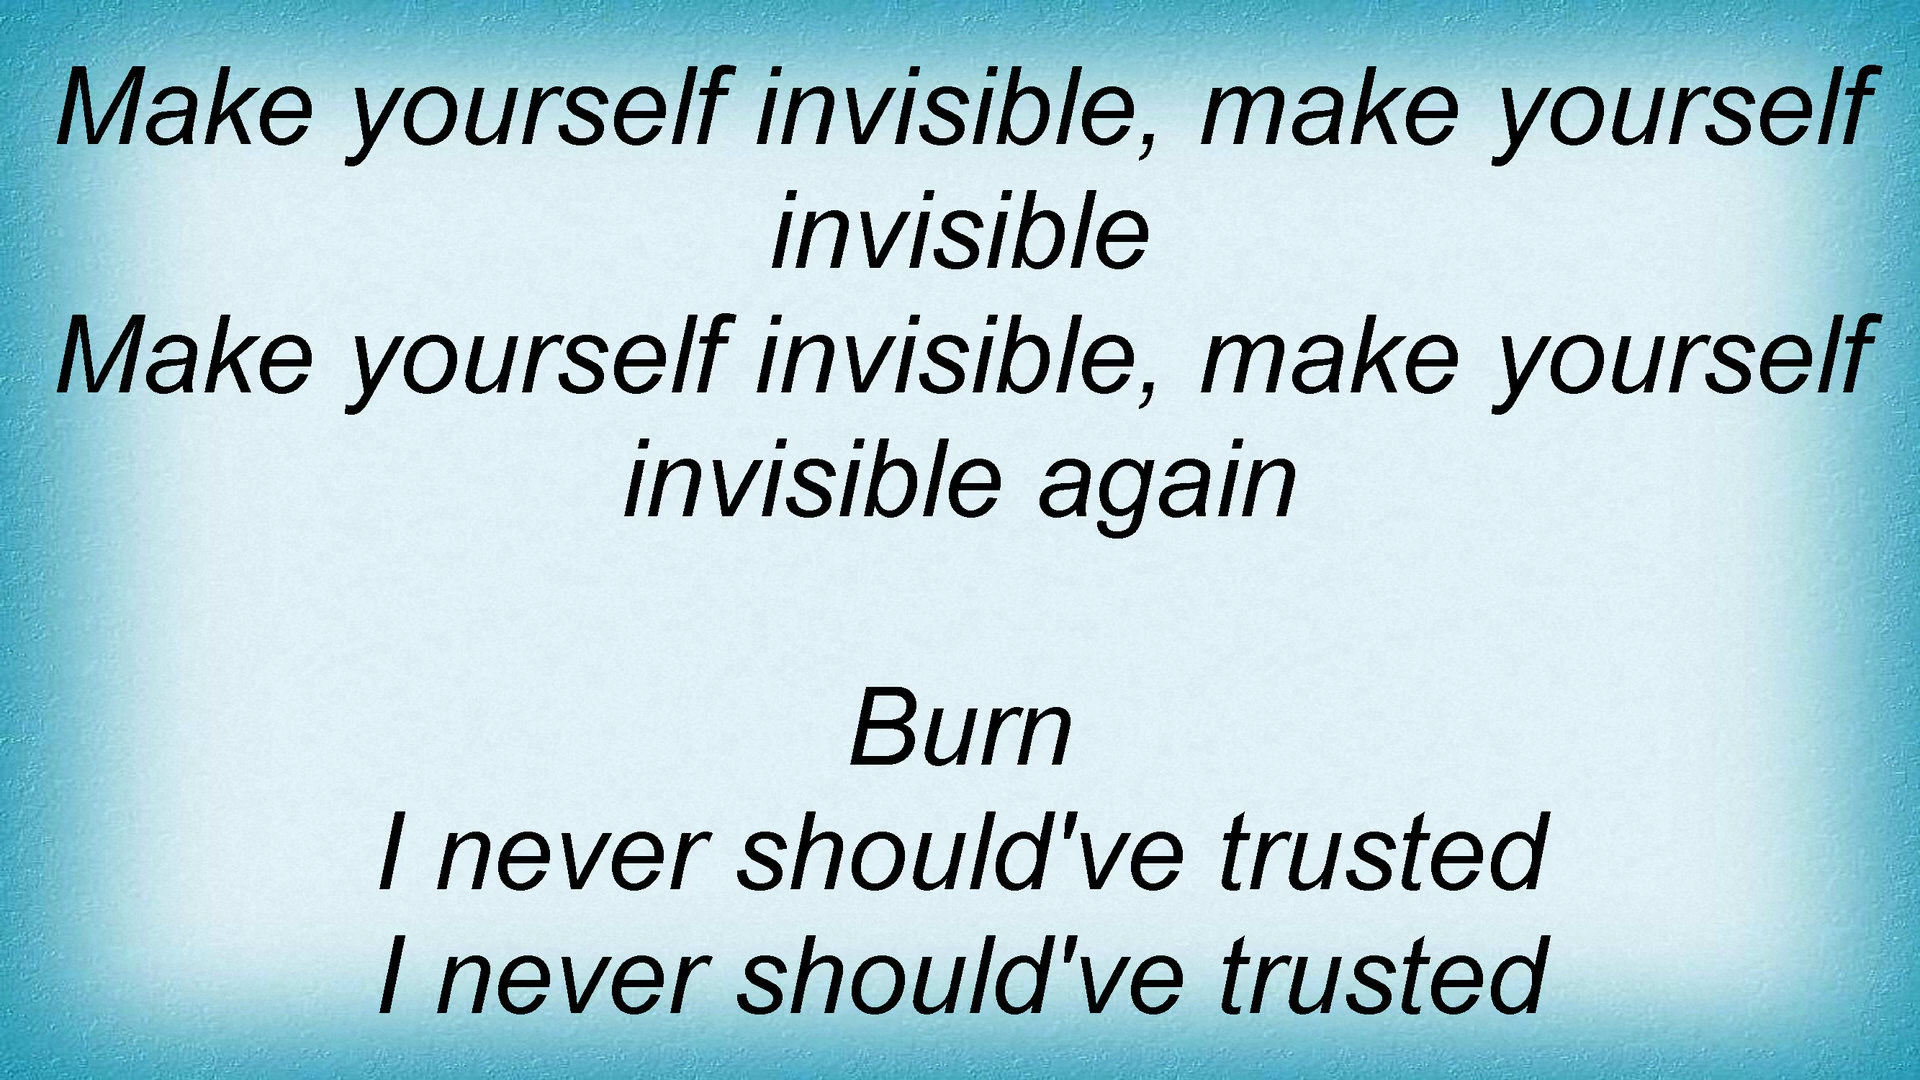 Make yourself invisible, make yourself
invisible
Make yourself invisible, make yourself
invisible again
Burn
I never should've trusted
I never should've trusted